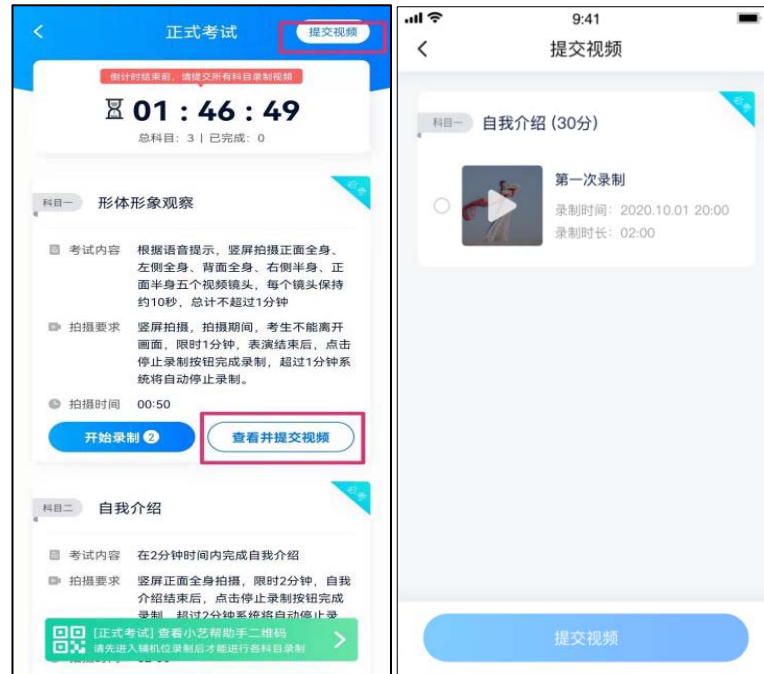 正式考试
提交视频
倒计时结束前，请提交所有科目录制视频
01 : 46 : 49
总科目：3 | 已完成：0
必考
科目一 形体形象观察
考试内容 根据语音提示，竖屏拍摄正面全身、
左侧全身、背面全身、右侧半身、正
面半身五个视频镜头，每个镜头保持
约10秒，总计不超过1分钟
拍摄要求 竖屏拍摄，拍摄期间，考生不能离开
画面，限时1分钟，表演结束后，点击
停止录制按钮完成录制，超过1分钟系
统将自动停止录制。
拍摄时间 00:50
开始录制 2
查看并提交视频
必考
科目二 自我介绍
考试内容 在2分钟时间内完成自我介绍
拍摄要求 竖屏正面全身拍摄，限时2分钟，自我
介绍结束后，点击停止录制按钮完成
录制，超过2分钟系统将自动停止录
[正式考试] 查看小艺帮助手二维码
请先进入辅机位录制后才能进行各科目录制
9:41
提交视频
必考
科目一 自我介绍 (30分)
第一次录制
录制时间：2020.10.01 20:00
录制时长：02:00
提交视频